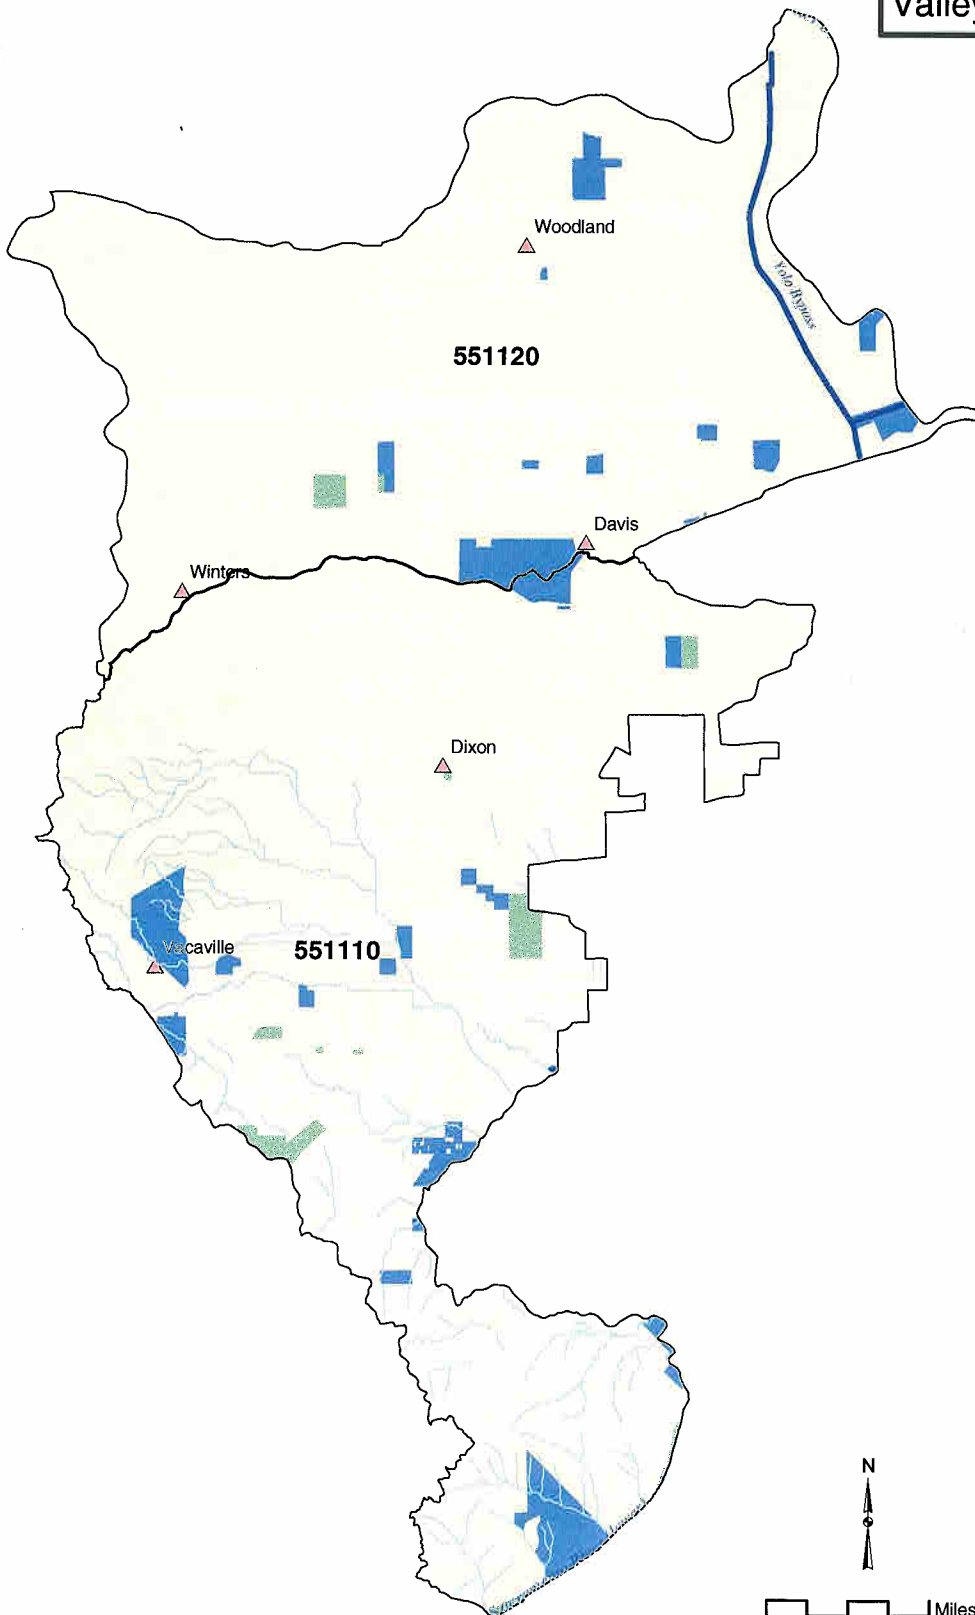 Valley
Woodland
Yolo Bypass
551120
Davis
Winters
Dixon
Vacaville
551110
N
Miles